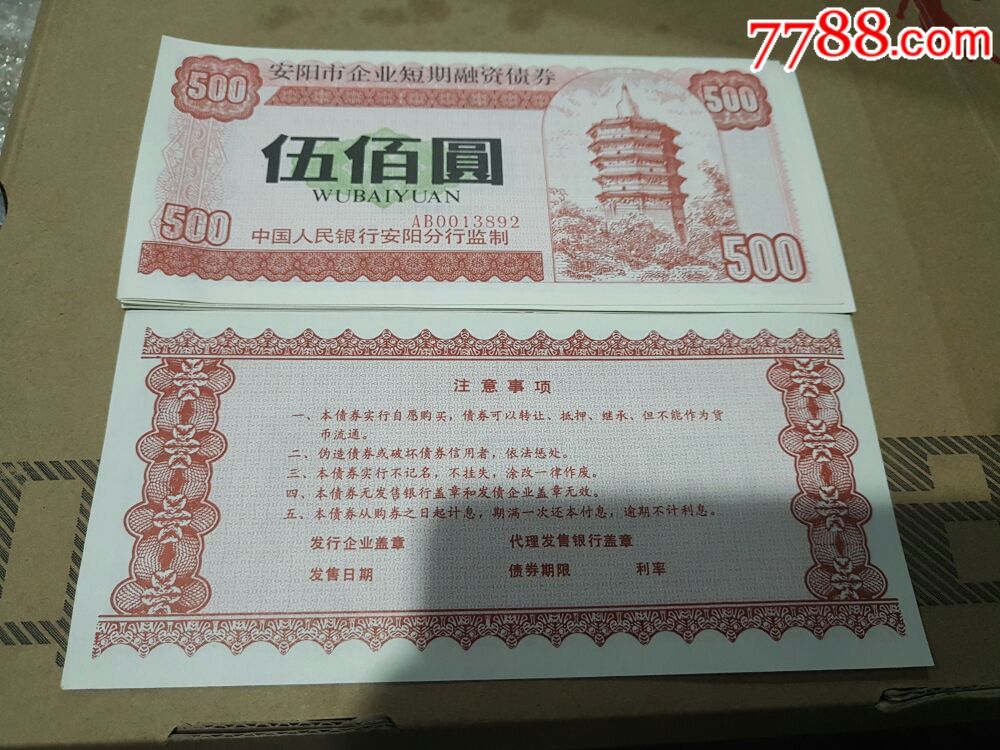 7788.com
500 安阳市企业短期融资债券 500
伍佰圆
WUBAIYUAN
AB0013892
500 中国人民银行安阳分行监制 500
注意事项
一、本债券实行自愿购买，债券可以转让、抵押、继承、但不能作为货
币流通。
二、伪造债券或破坏债券信用者，依法惩处。
三、本债券实行不记名，不挂失，涂改一律作废。
四、本债券无发售银行盖章和发债企业盖章无效。
五、本债券从购券之日起计息，期满一次还本付息，逾期不计利息。
发行企业盖章 代理发售银行盖章
发售日期 债券期限 利率